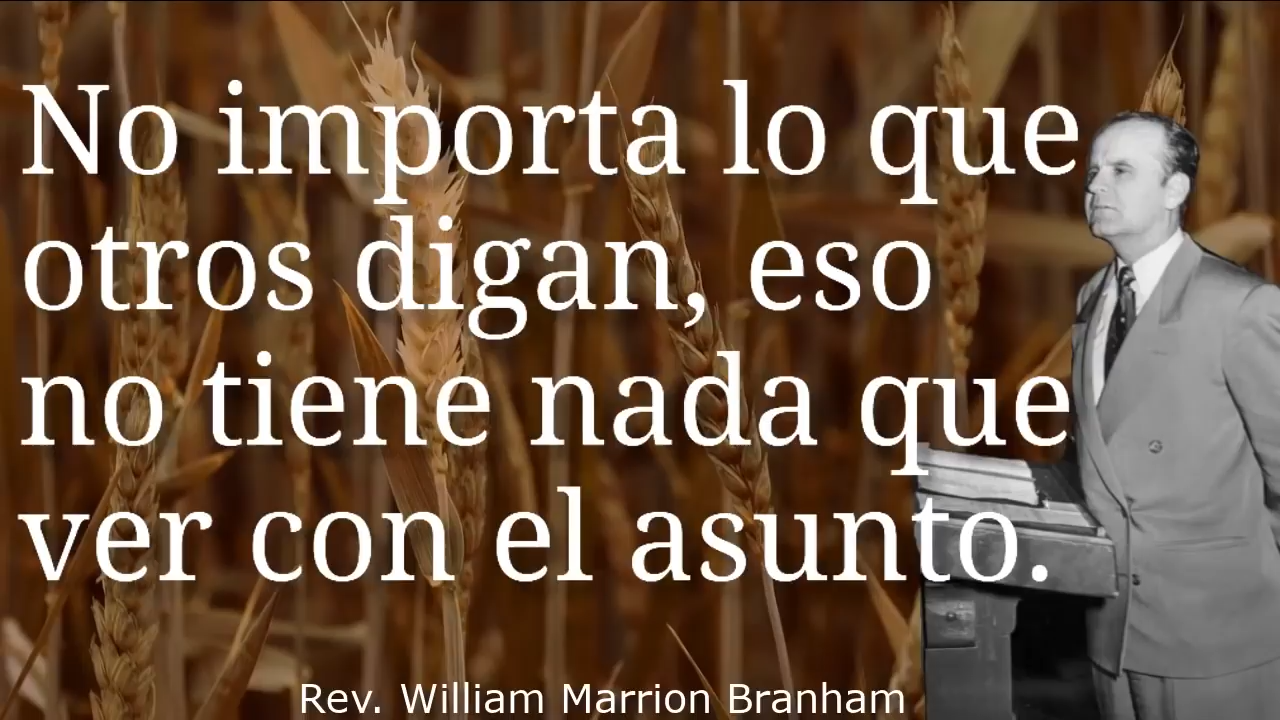 No importa lo que
otros digan, eso
no tiene nada que
ver con el asunto.
Rev. William Marrion Branham